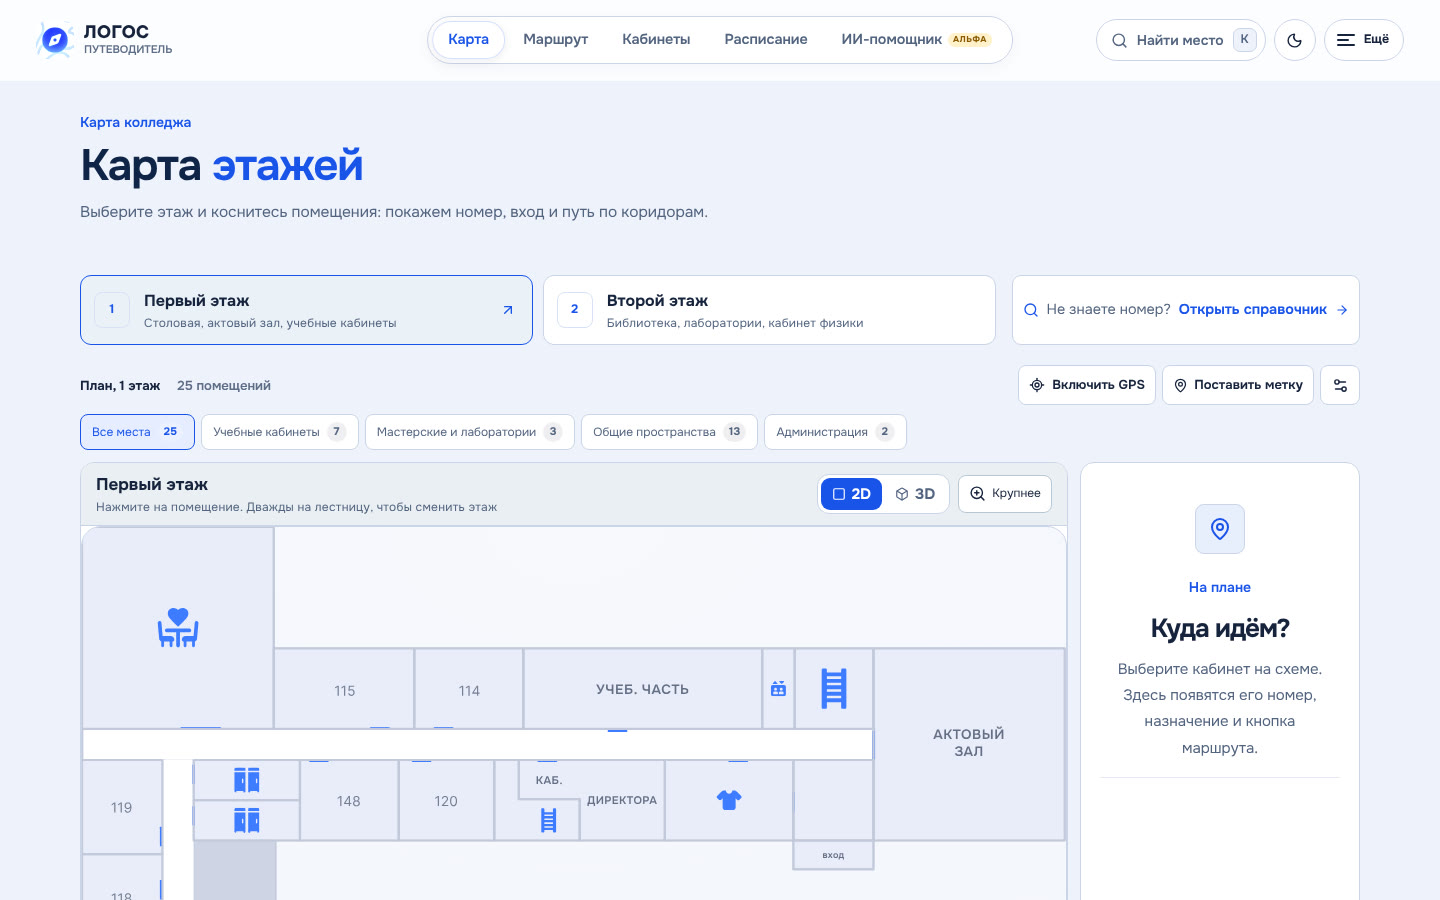 ЛОГОС
ПУТЕВОДИТЕЛЬ
Карта
Маршрут
Кабинеты
Расписание
ИИ-помощник АЛЬФА
Найти место K
Ещё
Карта колледжа
Карта этажей
Выберите этаж и коснитесь помещения: покажем номер, вход и путь по коридорам.
1
Первый этаж
Столовая, актовый зал, учебные кабинеты
2
Второй этаж
Библиотека, лаборатории, кабинет физики
Не знаете номер? Открыть справочник
План, 1 этаж 25 помещений
Включить GPS
Поставить метку
Все места 25
Учебные кабинеты 7
Мастерские и лаборатории 3
Общие пространства 13
Администрация 2
Первый этаж
Нажмите на помещение. Дважды на лестницу, чтобы сменить этаж
2D
3D
Крупнее
115
114
УЧЕБ. ЧАСТЬ
АКТОВЫЙ
ЗАЛ
119
148
120
КАБ.
ДИРЕКТОРА
вход
118
На плане
Куда идём?
Выберите кабинет на схеме.
Здесь появятся его номер,
назначение и кнопка
маршрута.